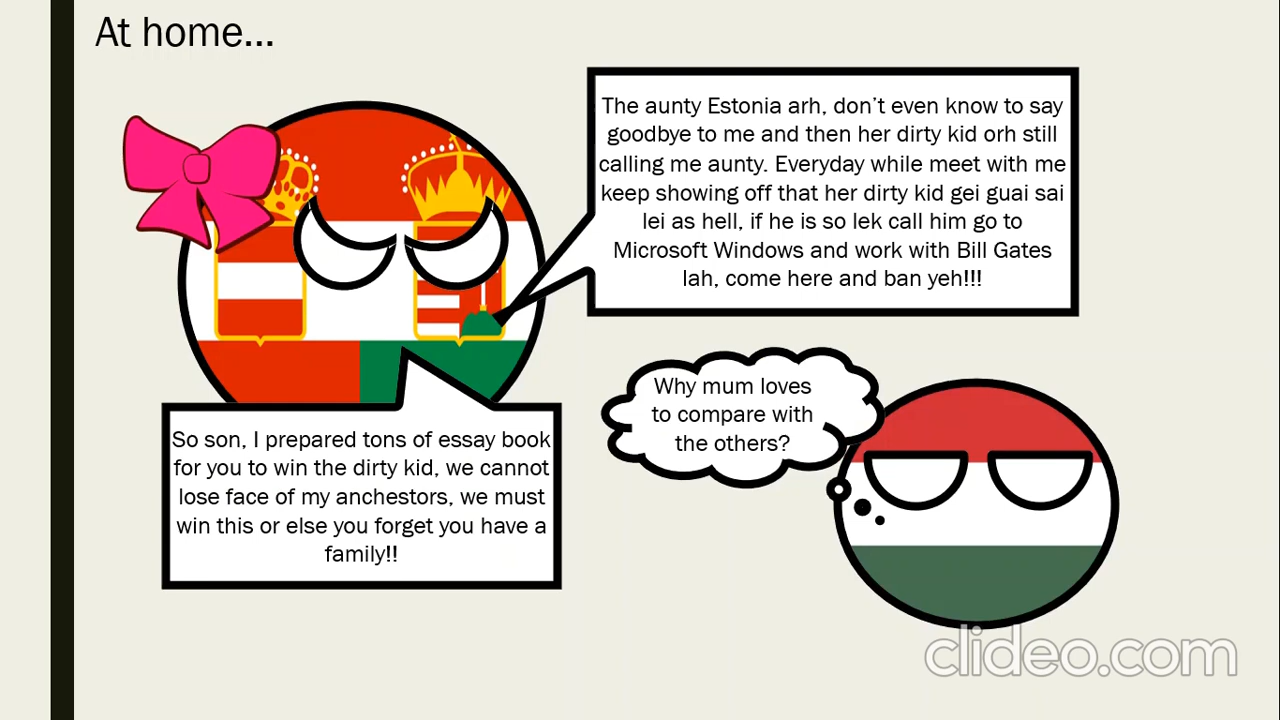 At home...
The aunty Estonia arh, don’t even know to say
goodbye to me and then her dirty kid orh still
calling me aunty. Everyday while meet with me
keep showing off that her dirty kid gei guai sai
lei as hell, if he is so lek call him go to
Microsoft Windows and work with Bill Gates
lah, come here and ban yeh!!!
So son, I prepared tons of essay book
for you to win the dirty kid, we cannot
lose face of my anchestors, we must
win this or else you forget you have a
family!!
Why mum loves
to compare with
the others?
clideo.com